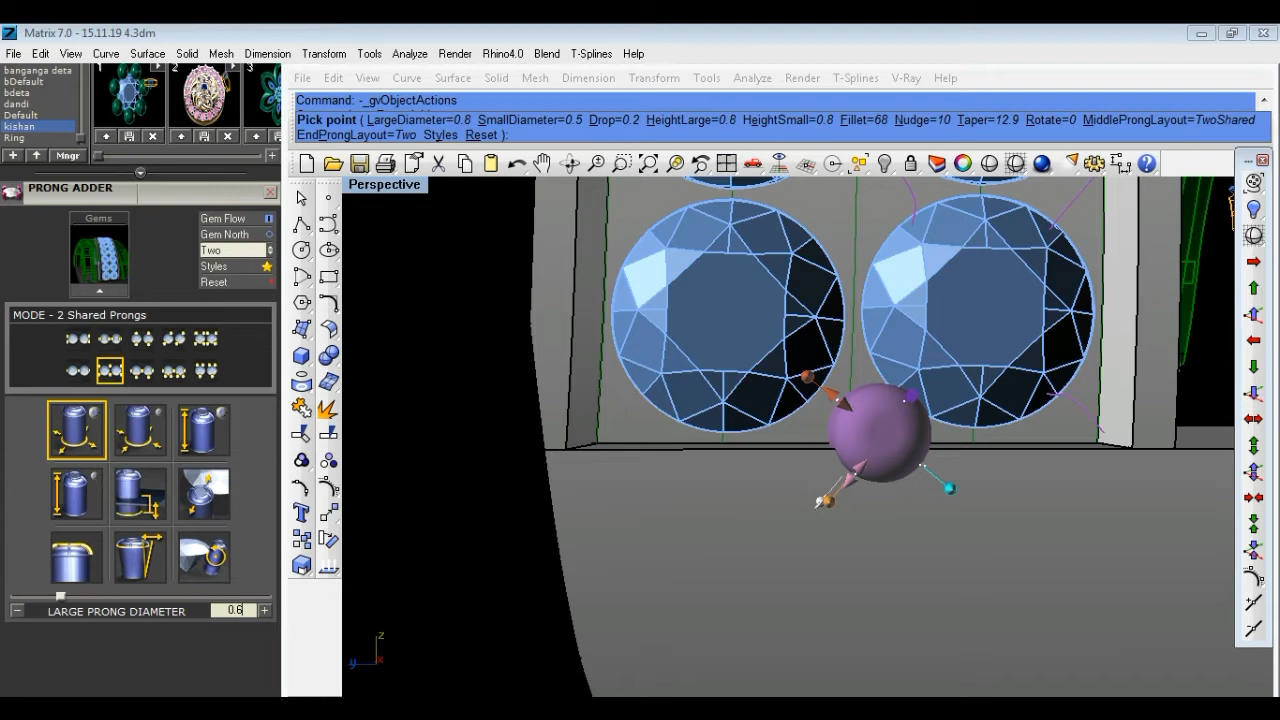 Matrix 7.0 - 15.11.19 4.3dm
File Edit View Curve Surface Solid Mesh Dimension Transform Tools Analyze Render Rhino4.0 Blend T-Splines Help
banganga deta
bDefault
bdeta
dandi
Default
kishan
Ring
1 2 3
Mngr
File Edit View Curve Surface Solid Mesh Dimension Transform Tools Analyze Render T-Splines V-Ray Help
Command: -_gvObjectActions
Pick point ( LargeDiameter=0.8 SmallDiameter=0.5 Drop=0.2 HeightLarge=0.8 HeightSmall=0.8 Fillet=68 Nudge=10 Taper=12.9 Rotate=0 MiddleProngLayout=TwoShared
EndProngLayout=Two Styles Reset ):
Perspective
PRONG ADDER
Gems
Gem Flow
Gem North
Two
Styles
Reset
MODE - 2 Shared Prongs
LARGE PRONG DIAMETER 0.6
z
y x